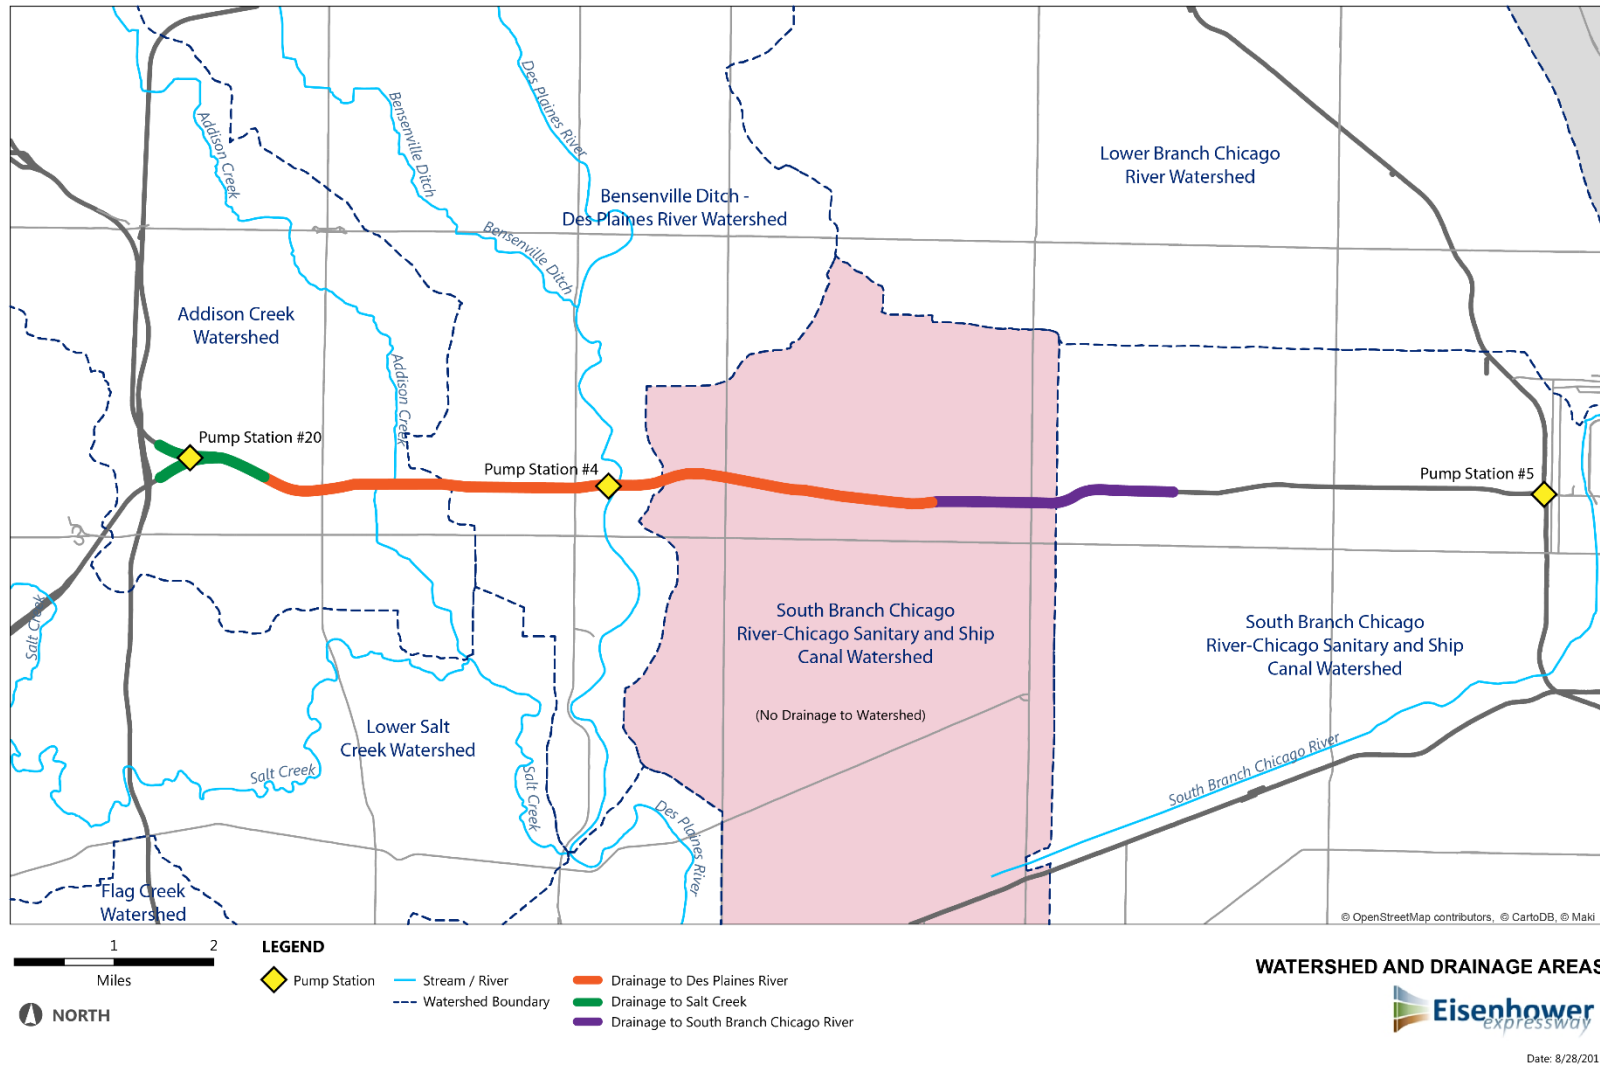 Des Plaines River
Addison Creek
Bensenville Ditch
Lower Branch Chicago
River Watershed
Bensenville Ditch -
Des Plaines River Watershed
Bensenville Ditch
Addison Creek
Watershed
Addison Creek
Pump Station #20
Pump Station #4
Pump Station #5
Salt Creek
South Branch Chicago
River-Chicago Sanitary and Ship
Canal Watershed
South Branch Chicago
River-Chicago Sanitary and Ship
Canal Watershed
(No Drainage to Watershed)
Lower Salt
Creek Watershed
Salt Creek
Salt Creek
South Branch Chicago River
Des Plaines River
Flag Creek
Watershed
© OpenStreetMap contributors, © CartoDB, © Maki
1 2
Miles
NORTH
LEGEND
Pump Station
Stream / River
Watershed Boundary
Drainage to Des Plaines River
Drainage to Salt Creek
Drainage to South Branch Chicago River
WATERSHED AND DRAINAGE AREAS
Eisenhower
expressway
Date: 8/28/201